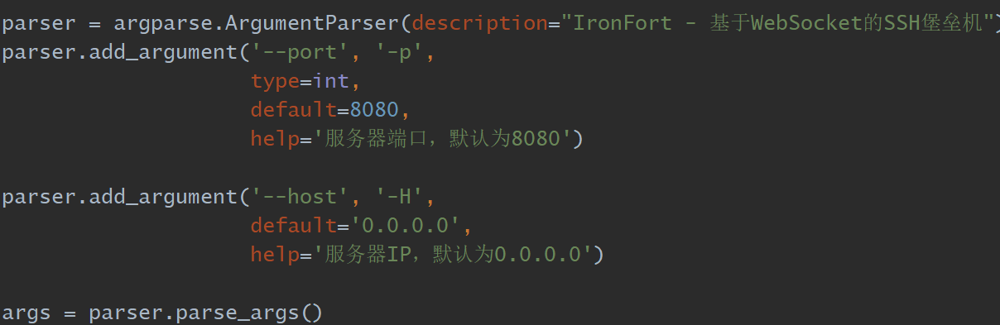 parser = argparse.ArgumentParser(description="IronFort - 基于WebSocket的SSH堡垒机")
parser.add_argument('--port', '-p',
type=int,
default=8080,
help='服务器端口，默认为8080')
parser.add_argument('--host', '-H',
default='0.0.0.0',
help='服务器IP，默认为0.0.0.0')
args = parser.parse_args()